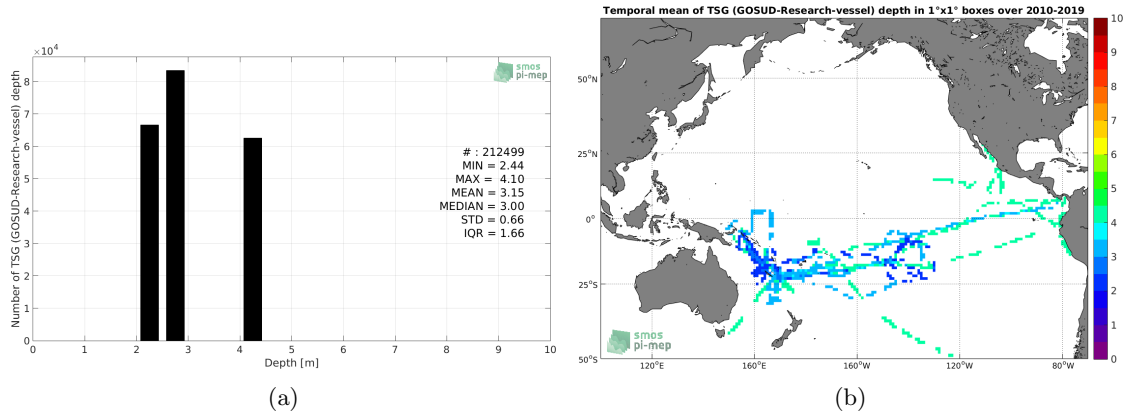 ×10⁴
Number of TSG (GOSUD-Research-vessel) depth
8
7
6
5
4
3
2
1
0
smos
pi-mep
# : 212499
MIN = 2.44
MAX = 4.10
MEAN = 3.15
MEDIAN = 3.00
STD = 0.66
IQR = 1.66
0 1 2 3 4 5 6 7 8 9 10
Depth [m]
(a)
Temporal mean of TSG (GOSUD-Research-vessel) depth in 1°x1° boxes over 2010-2019
50°N
25°N
0°
25°S
50°S
120°E 160°E 160°W 120°W 80°W
smos
pi-mep
10
9
8
7
6
5
4
3
2
1
0
(b)